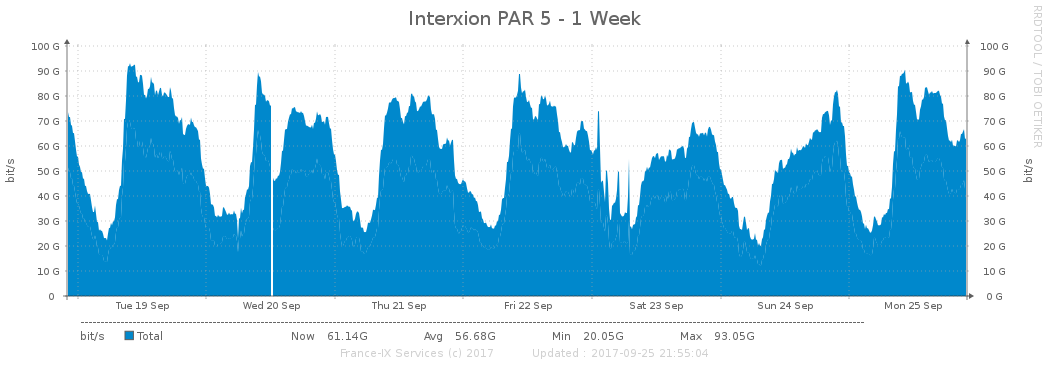 Interxion PAR 5 - 1 Week
RRDTOOL / TOBI OETIKER
bit/s
100 G
90 G
80 G
70 G
60 G
50 G
40 G
30 G
20 G
10 G
0
100 G
90 G
80 G
70 G
60 G
50 G
40 G
30 G
20 G
10 G
0 G
bit/s
Tue 19 Sep Wed 20 Sep Thu 21 Sep Fri 22 Sep Sat 23 Sep Sun 24 Sep Mon 25 Sep
bit/s Total Now 61.14G Avg 56.68G Min 20.05G Max 93.05G
France-IX Services (c) 2017 Updated : 2017-09-25 21:55:04